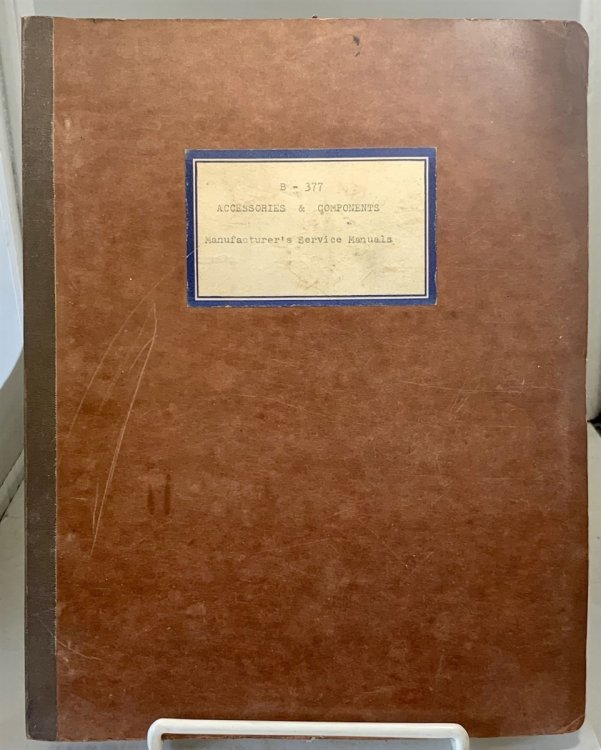 B - 377
ACCESSORIES & COMPONENTS
Manufacturer's Service Manuals